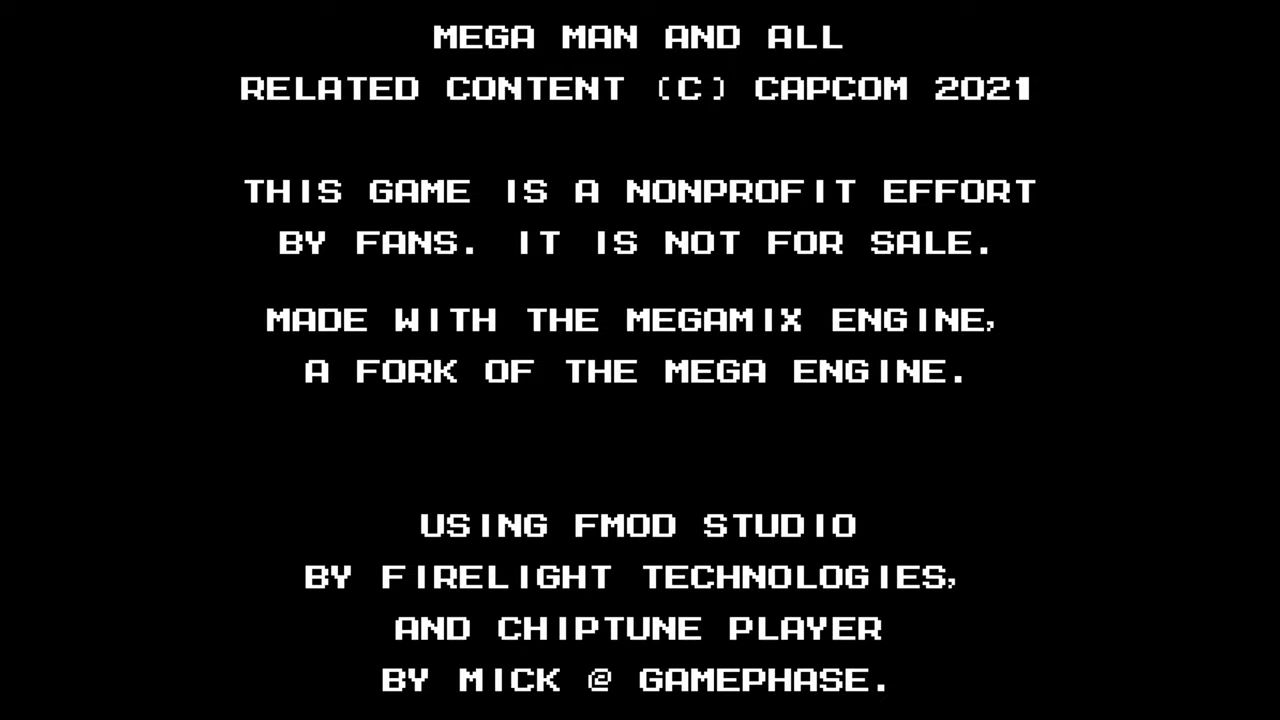 MEGA MAN AND ALL
RELATED CONTENT (C) CAPCOM 2021
THIS GAME IS A NONPROFIT EFFORT
BY FANS. IT IS NOT FOR SALE.
MADE WITH THE MEGAMIX ENGINE,
A FORK OF THE MEGA ENGINE.
USING FMOD STUDIO
BY FIRELIGHT TECHNOLOGIES,
AND CHIPTUNE PLAYER
BY MICK @ GAMEPHASE.